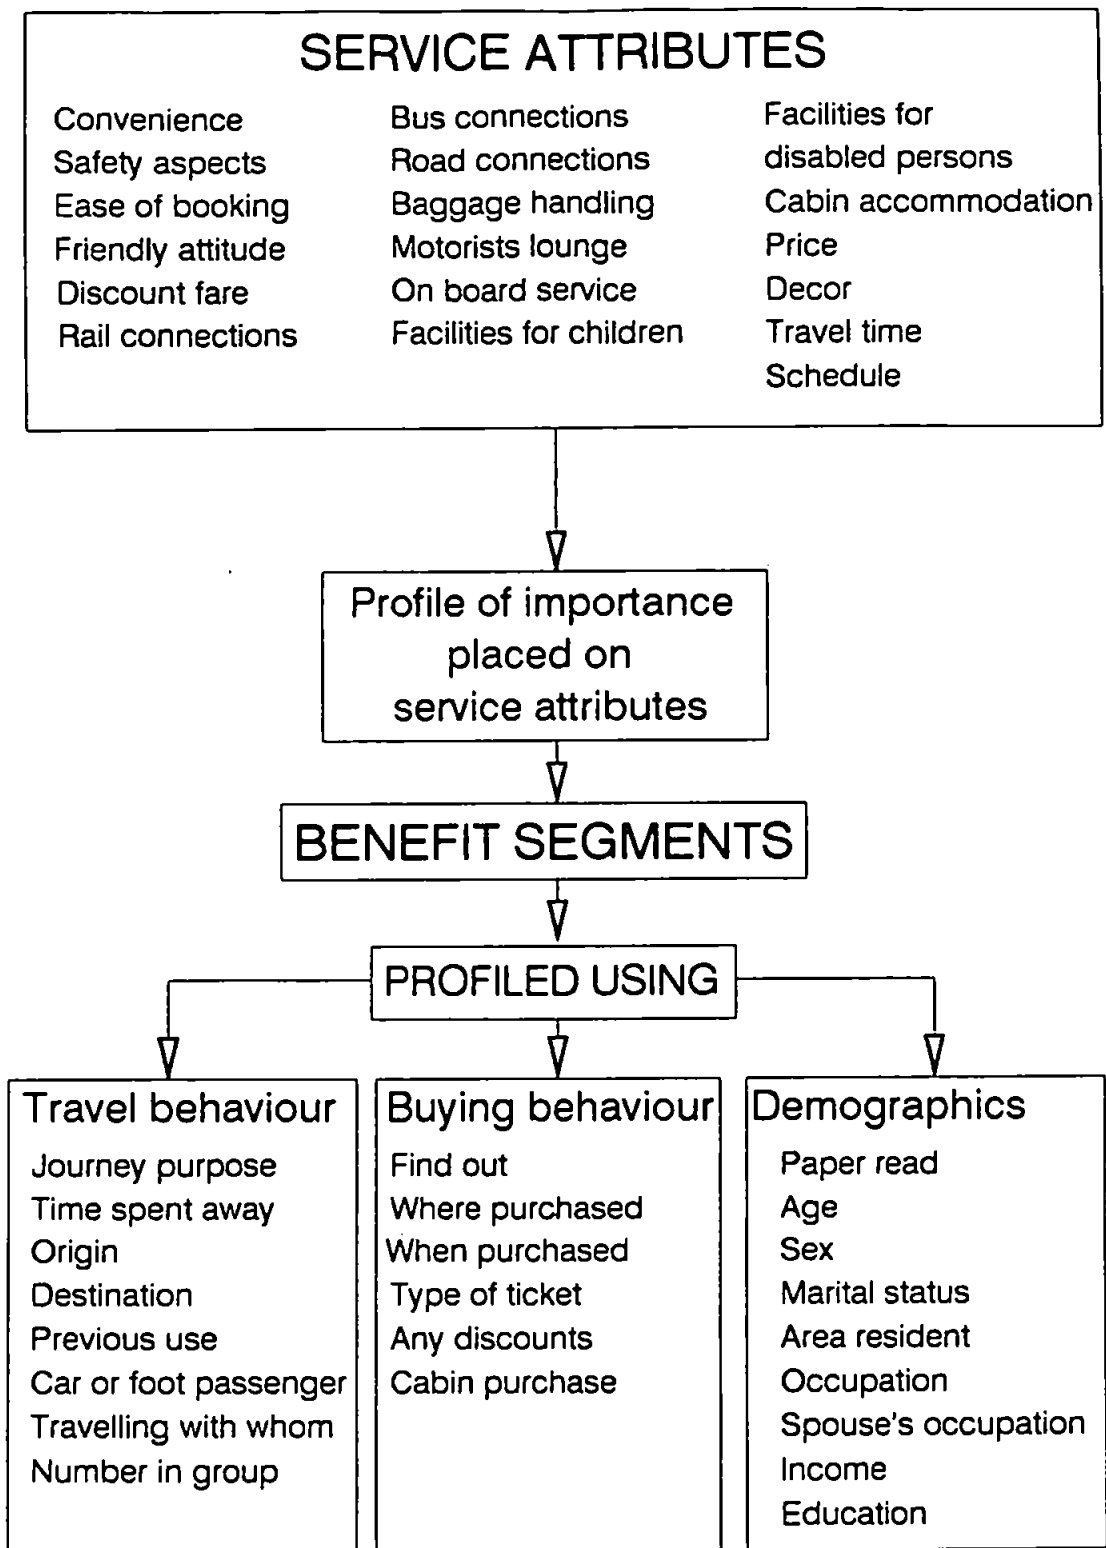 SERVICE ATTRIBUTES
Convenience
Safety aspects
Ease of booking
Friendly attitude
Discount fare
Rail connections
Bus connections
Road connections
Baggage handling
Motorists lounge
On board service
Facilities for children
Facilities for
disabled persons
Cabin accommodation
Price
Decor
Travel time
Schedule
Profile of importance
placed on
service attributes
BENEFIT SEGMENTS
PROFILED USING
Travel behaviour
Journey purpose
Time spent away
Origin
Destination
Previous use
Car or foot passenger
Travelling with whom
Number in group
Buying behaviour
Find out
Where purchased
When purchased
Type of ticket
Any discounts
Cabin purchase
Demographics
Paper read
Age
Sex
Marital status
Area resident
Occupation
Spouse's occupation
Income
Education